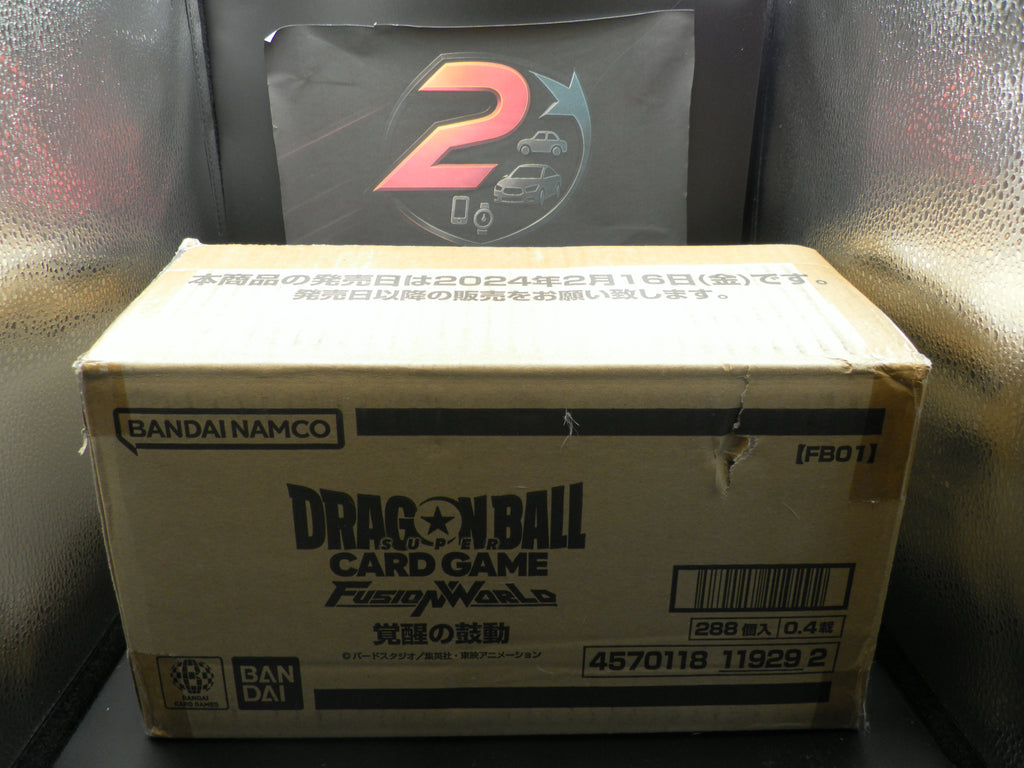 2
本商品の発売日は2024年2月16日(金)です。
発売日以降の販売をお願い致します。
BANDAI NAMCO
【FB01】
DRAGON BALL
SUPER
CARD GAME
FUSION WORLD
覚醒の鼓動
©バードスタジオ/集英社・東映アニメーション
288個入 0.4載
4570118 11929 2
BANDAI
CARD GAMES
BAN
DAI